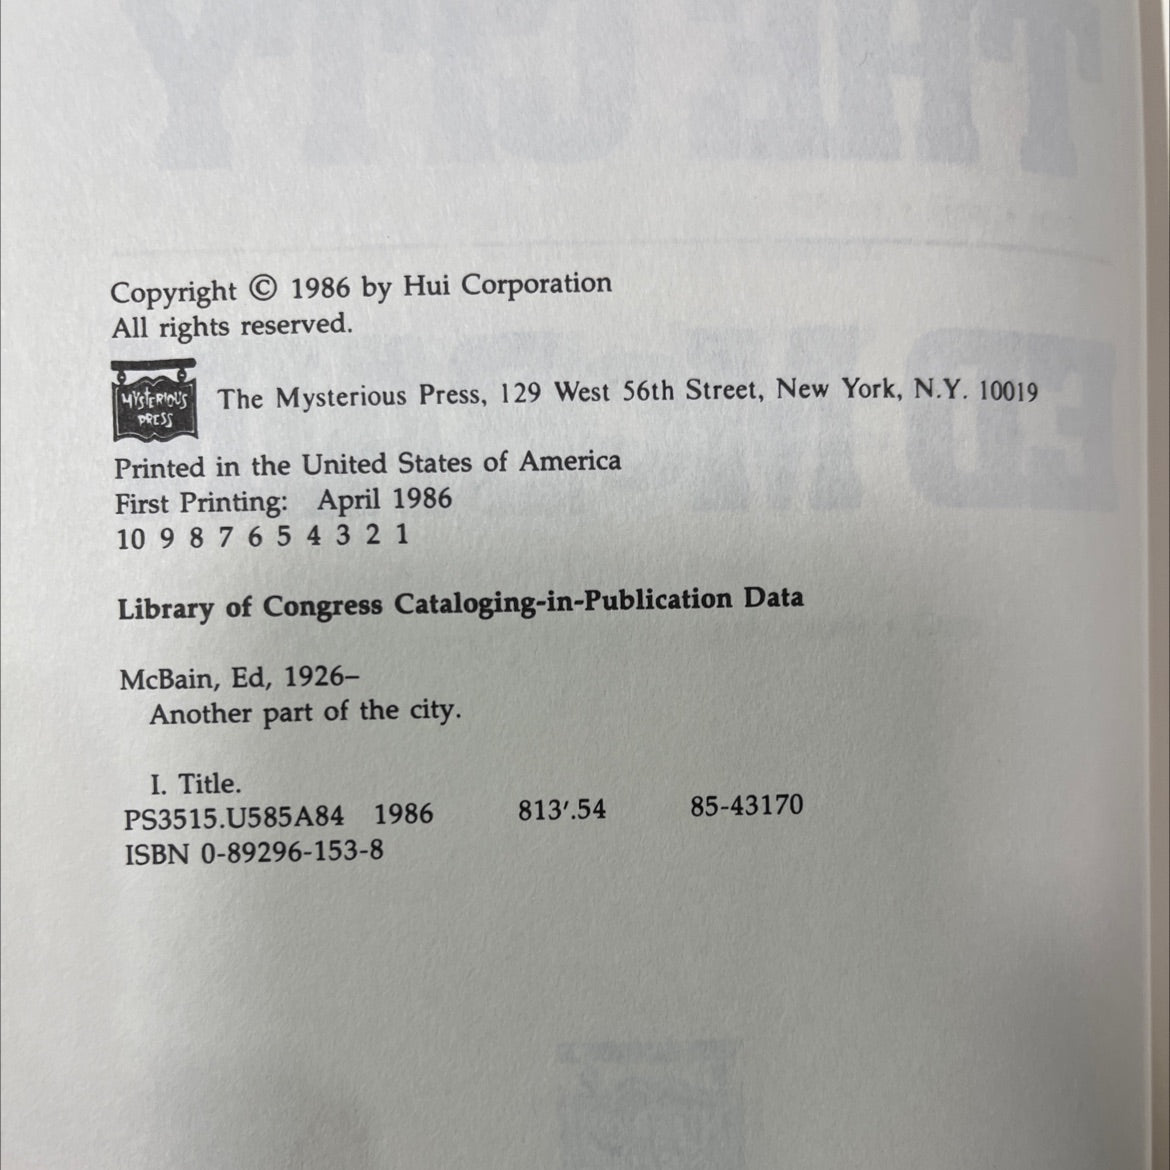 Copyright © 1986 by Hui Corporation
All rights reserved.
MYSTERIOUS
PRESS
The Mysterious Press, 129 West 56th Street, New York, N.Y. 10019
Printed in the United States of America
First Printing: April 1986
10 9 8 7 6 5 4 3 2 1
Library of Congress Cataloging-in-Publication Data
McBain, Ed, 1926–
Another part of the city.
I. Title.
PS3515.U585A84 1986 813′.54 85-43170
ISBN 0-89296-153-8